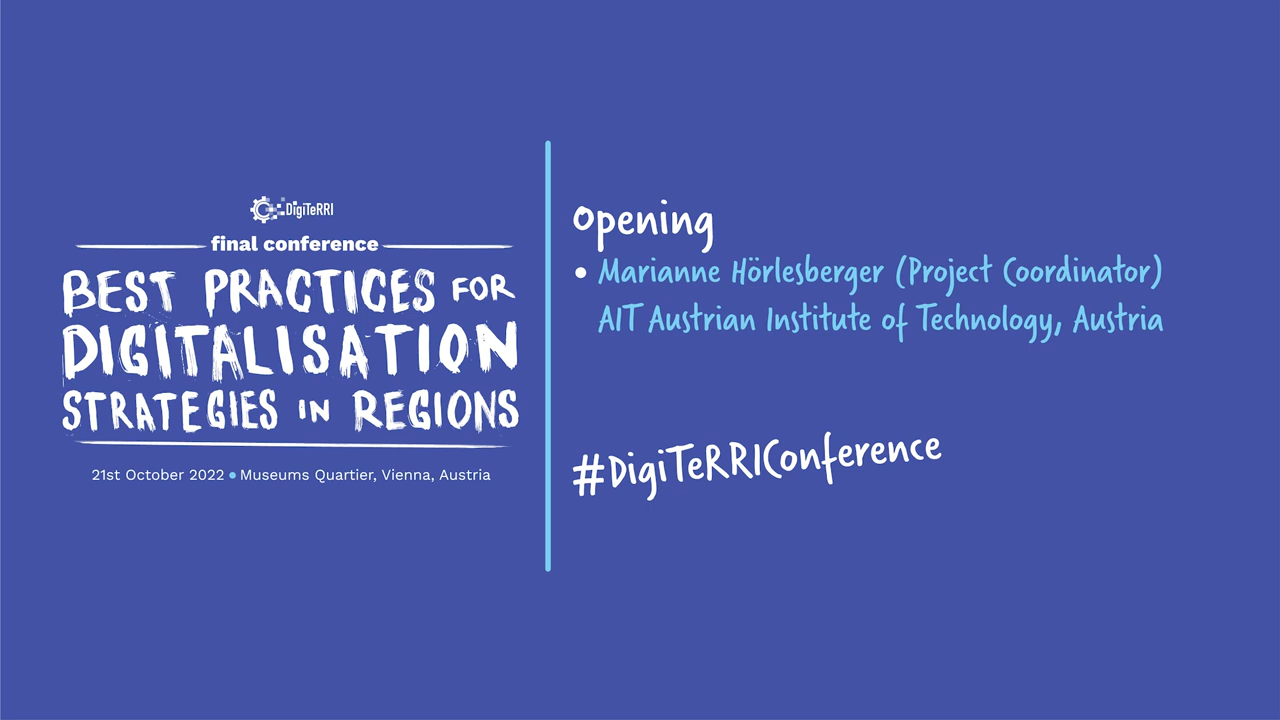 DigiTeRRI
final conference
BEST PRACTICES FOR
DIGITALISATION
STRATEGIES IN REGIONS
21st October 2022 • Museums Quartier, Vienna, Austria
Opening
• Marianne Hörlesberger (Project Coordinator)
AIT Austrian Institute of Technology, Austria
#DigiTeRRIConference